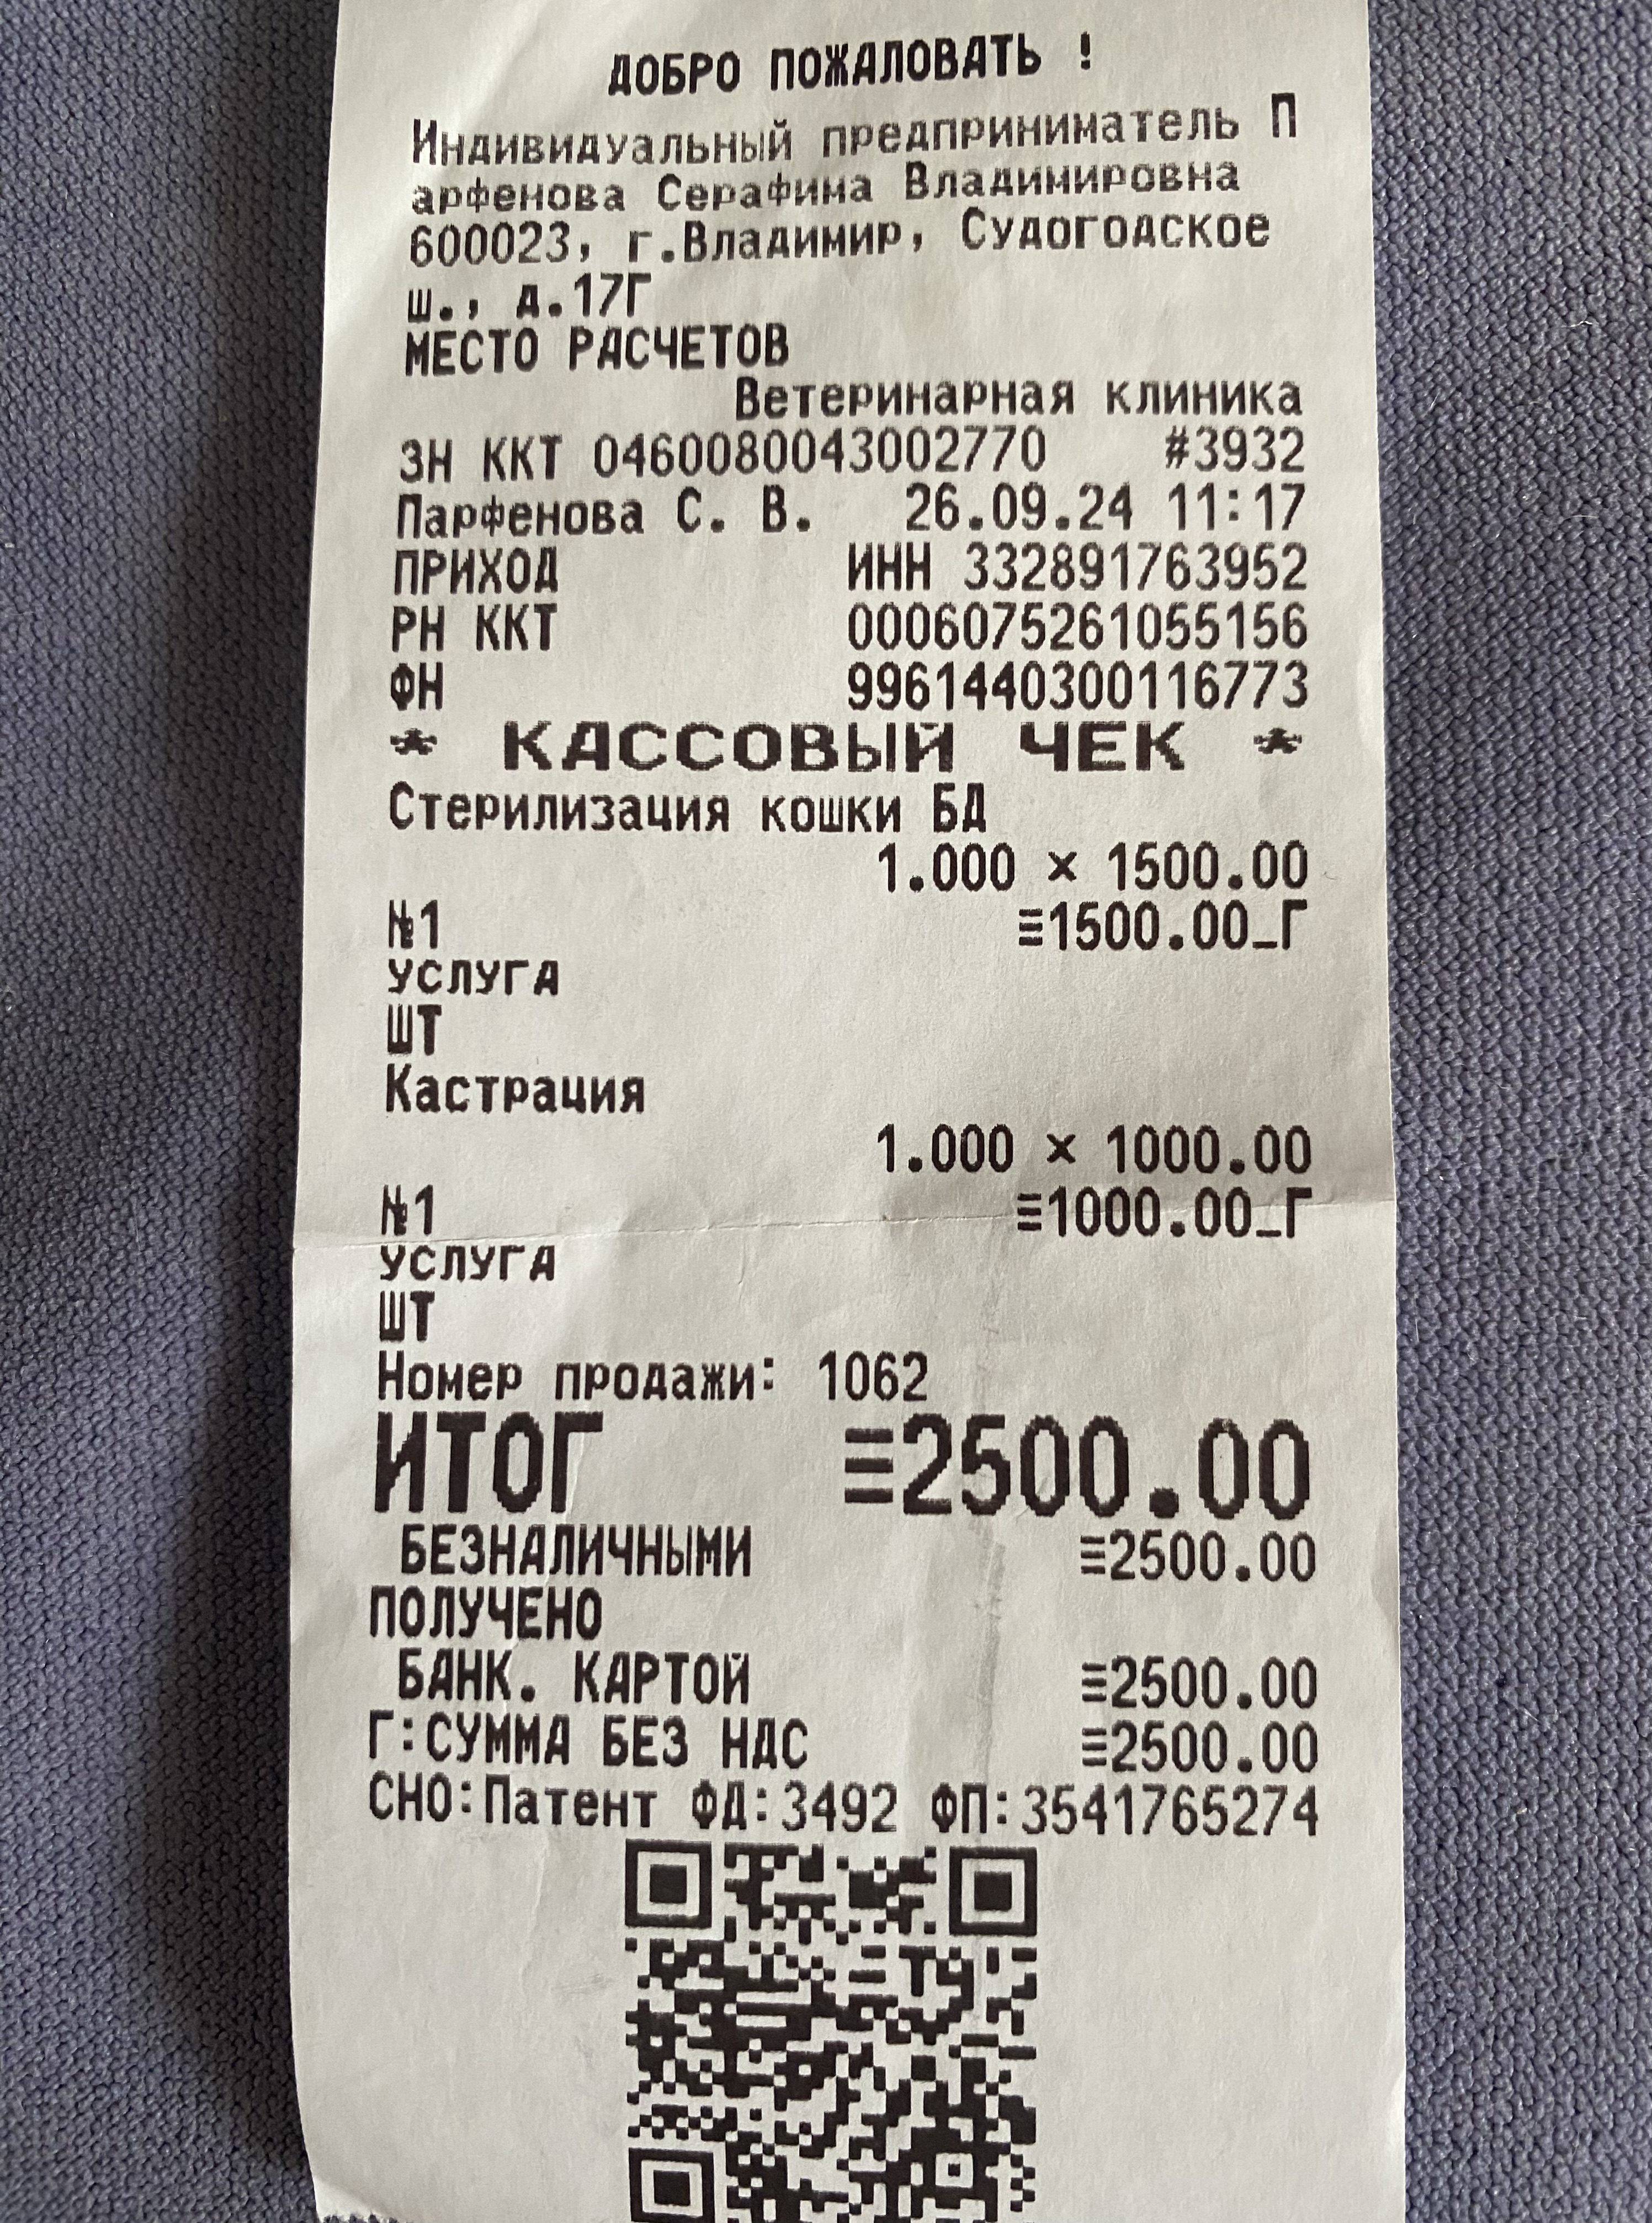 ДОБРО ПОЖАЛОВАТЬ !
Индивидуальный предприниматель П
арфенова Серафима Владимировна
600023, г.Владимир, Судогодское
ш., д.17Г
МЕСТО РАСЧЕТОВ
Ветеринарная клиника
ЗН ККТ 0460080043002770 #3932
Парфенова С. В. 26.09.24 11:17
ПРИХОД ИНН 332891763952
РН ККТ 0006075261055156
ФН 9961440300116773
* КАССОВЫЙ ЧЕК *
Стерилизация кошки БД
1.000 × 1500.00
№1 ≡1500.00_Г
УСЛУГА
ШТ
Кастрация
1.000 × 1000.00
№1 ≡1000.00_Г
УСЛУГА
ШТ
Номер продажи: 1062
ИТОГ ≡2500.00
БЕЗНАЛИЧНЫМИ ≡2500.00
ПОЛУЧЕНО
БАНК. КАРТОЙ ≡2500.00
Г:СУММА БЕЗ НДС ≡2500.00
СНО:Патент ФД:3492 ФП:3541765274